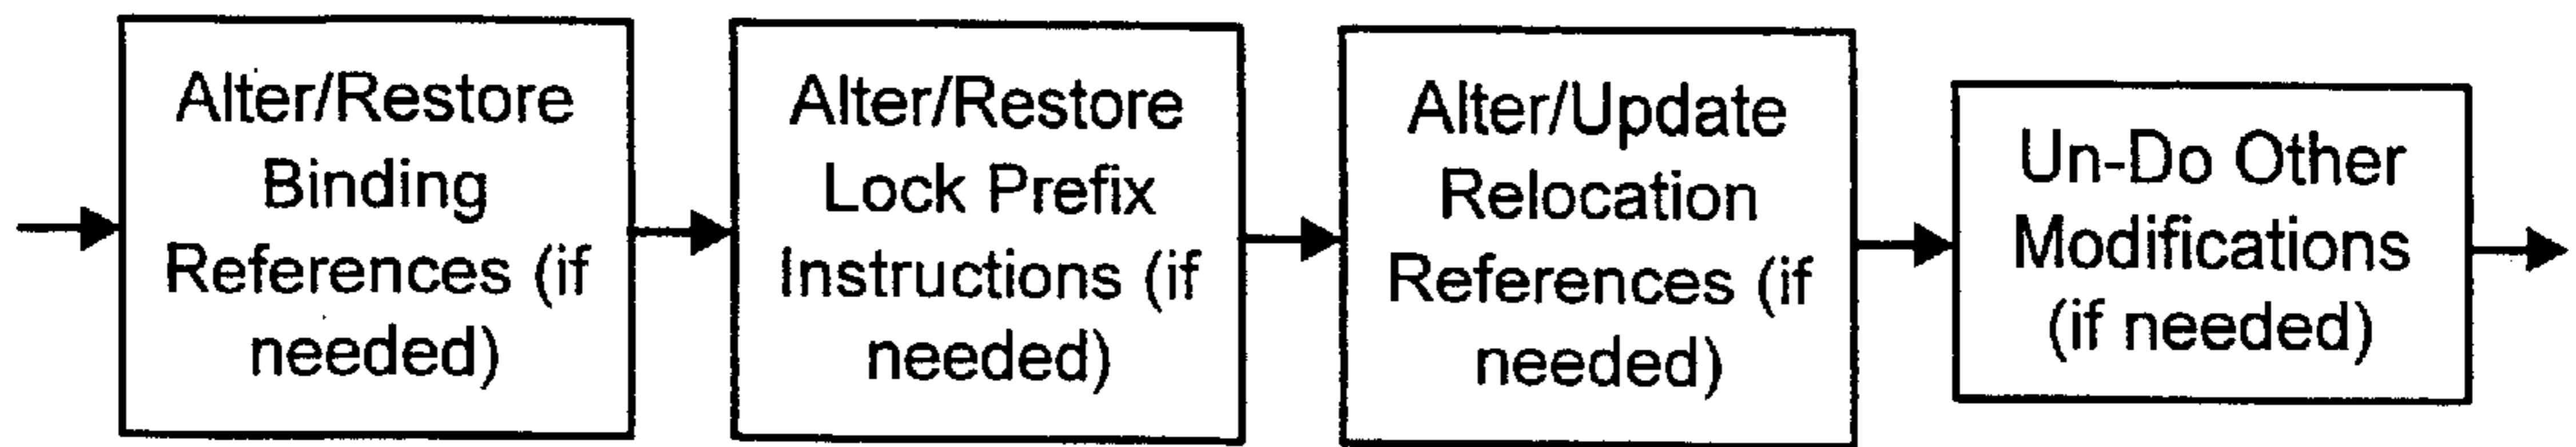 Alter/Restore
Binding
References (if
needed)
Alter/Restore
Lock Prefix
Instructions (if
needed)
Alter/Update
Relocation
References (if
needed)
Un-Do Other
Modifications
(if needed)